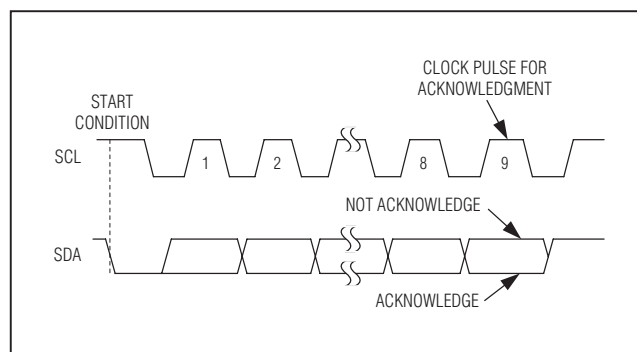 CLOCK PULSE FOR
ACKNOWLEDGMENT
START
CONDITION
SCL
1
2
8
9
NOT ACKNOWLEDGE
SDA
ACKNOWLEDGE